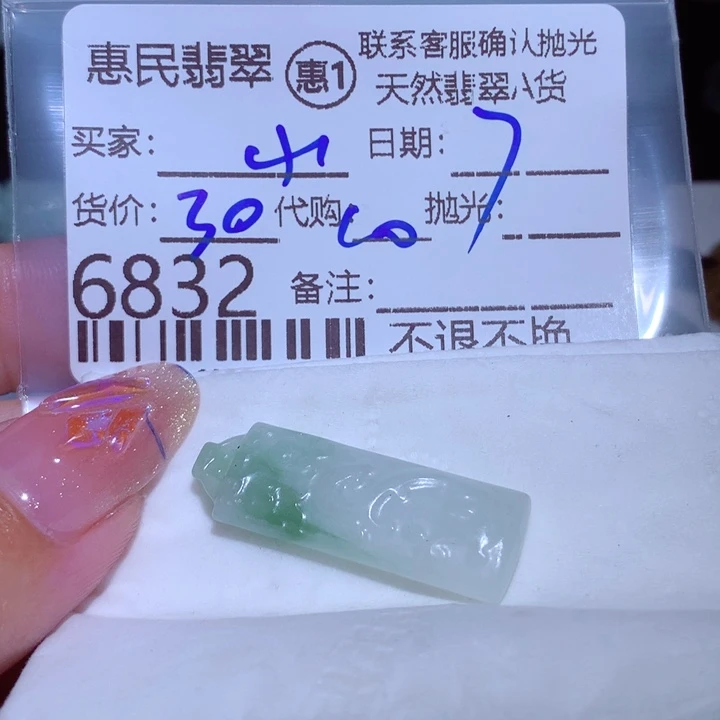 惠民翡翠 惠1 联系客服确认抛光
天然翡翠A货
买家: 日期: 7
货价: 30 代购 抛光:
6832 备注:
不退不换